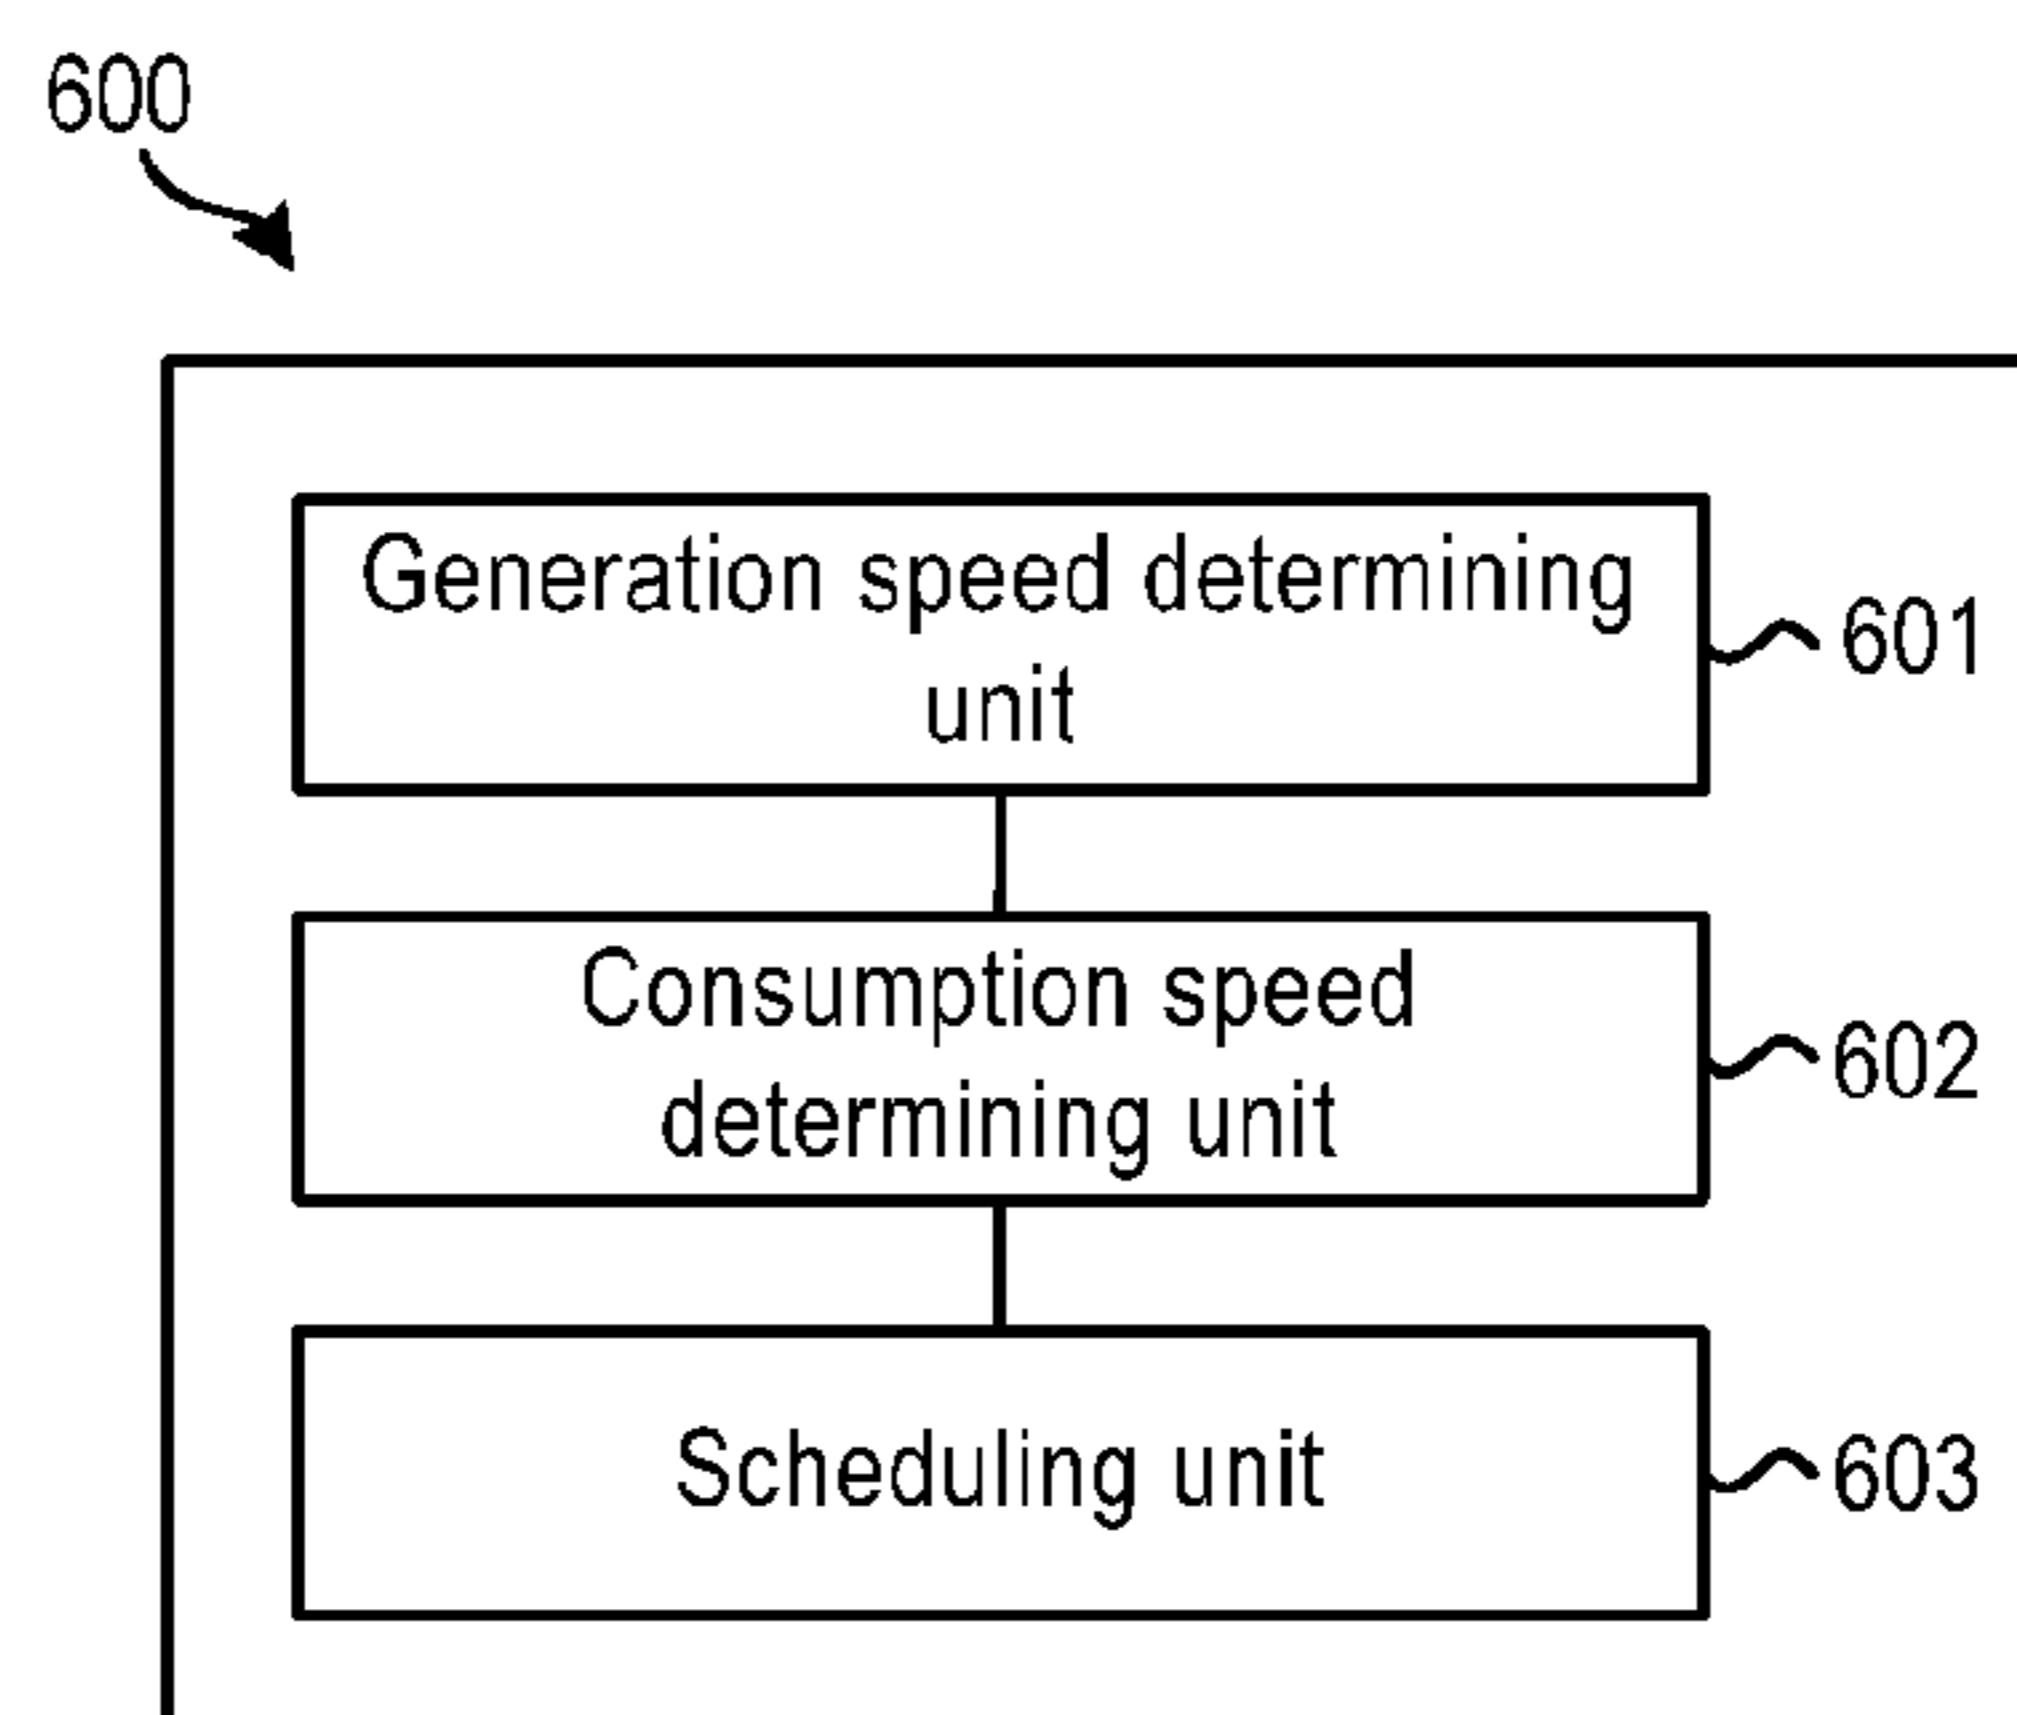 600
Generation speed determining
unit
601
Consumption speed
determining unit
602
Scheduling unit
603